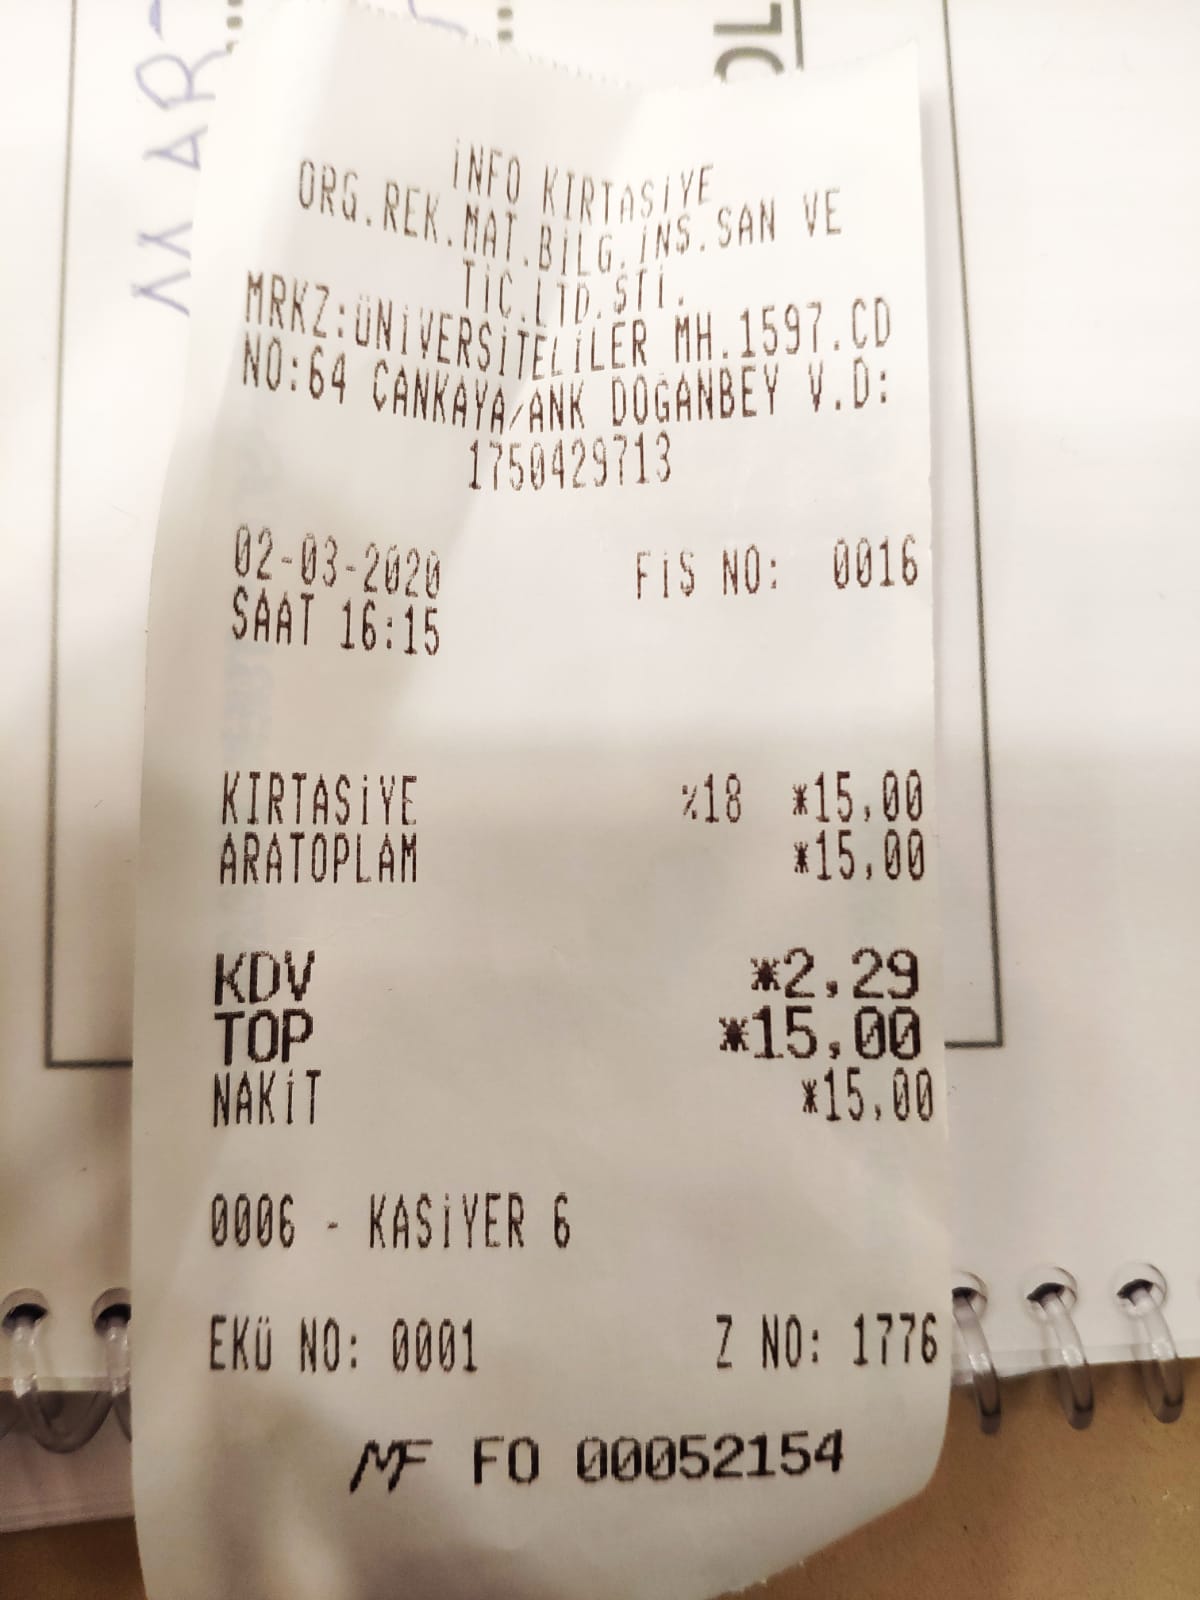 MART
OL
İNFO KIRTASİYE
ORG.REK.MAT.BİLG.İNS.SAN VE
TİC.LTD.ŞTİ.
MRKZ:ÜNİVERSİTELİLER MH.1597.CD
NO:64 ÇANKAYA/ANK DOĞANBEY V.D:
1750429713
02-03-2020 FİŞ NO: 0016
SAAT 16:15
KIRTASİYE %18 *15,00
ARATOPLAM *15,00
KDV *2,29
TOP *15,00
NAKİT *15,00
0006 - KASİYER 6
EKÜ NO: 0001 Z NO: 1776
MF FO 00052154